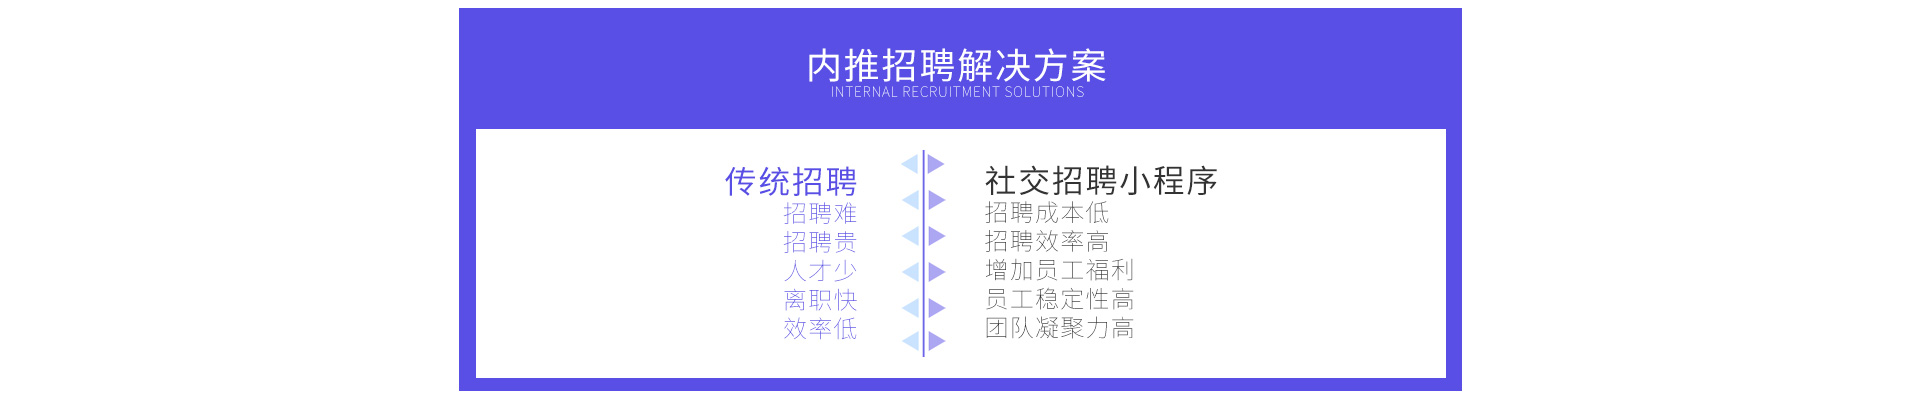 内推招聘解决方案
INTERNAL RECRUITMENT SOLUTIONS
传统招聘
招聘难
招聘贵
人才少
离职快
效率低
社交招聘小程序
招聘成本低
招聘效率高
增加员工福利
员工稳定性高
团队凝聚力高